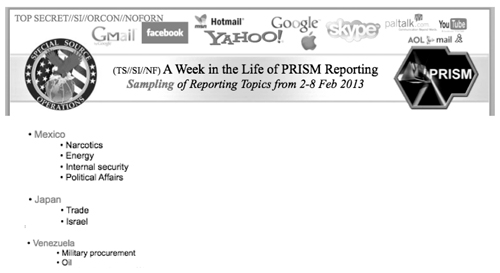 TOP SECRET//SI//ORCON//NOFORN
msn Hotmail
Google
paltalk.com
YouTube
Gmail
facebook
YAHOO!
skype
AOL mail
SPECIAL SOURCE
OPERATIONS
(TS//SI//NF) A Week in the Life of PRISM Reporting
Sampling of Reporting Topics from 2-8 Feb 2013
PRISM
• Mexico
• Narcotics
• Energy
• Internal security
• Political Affairs
• Japan
• Trade
• Israel
• Venezuela
• Military procurement
• Oil